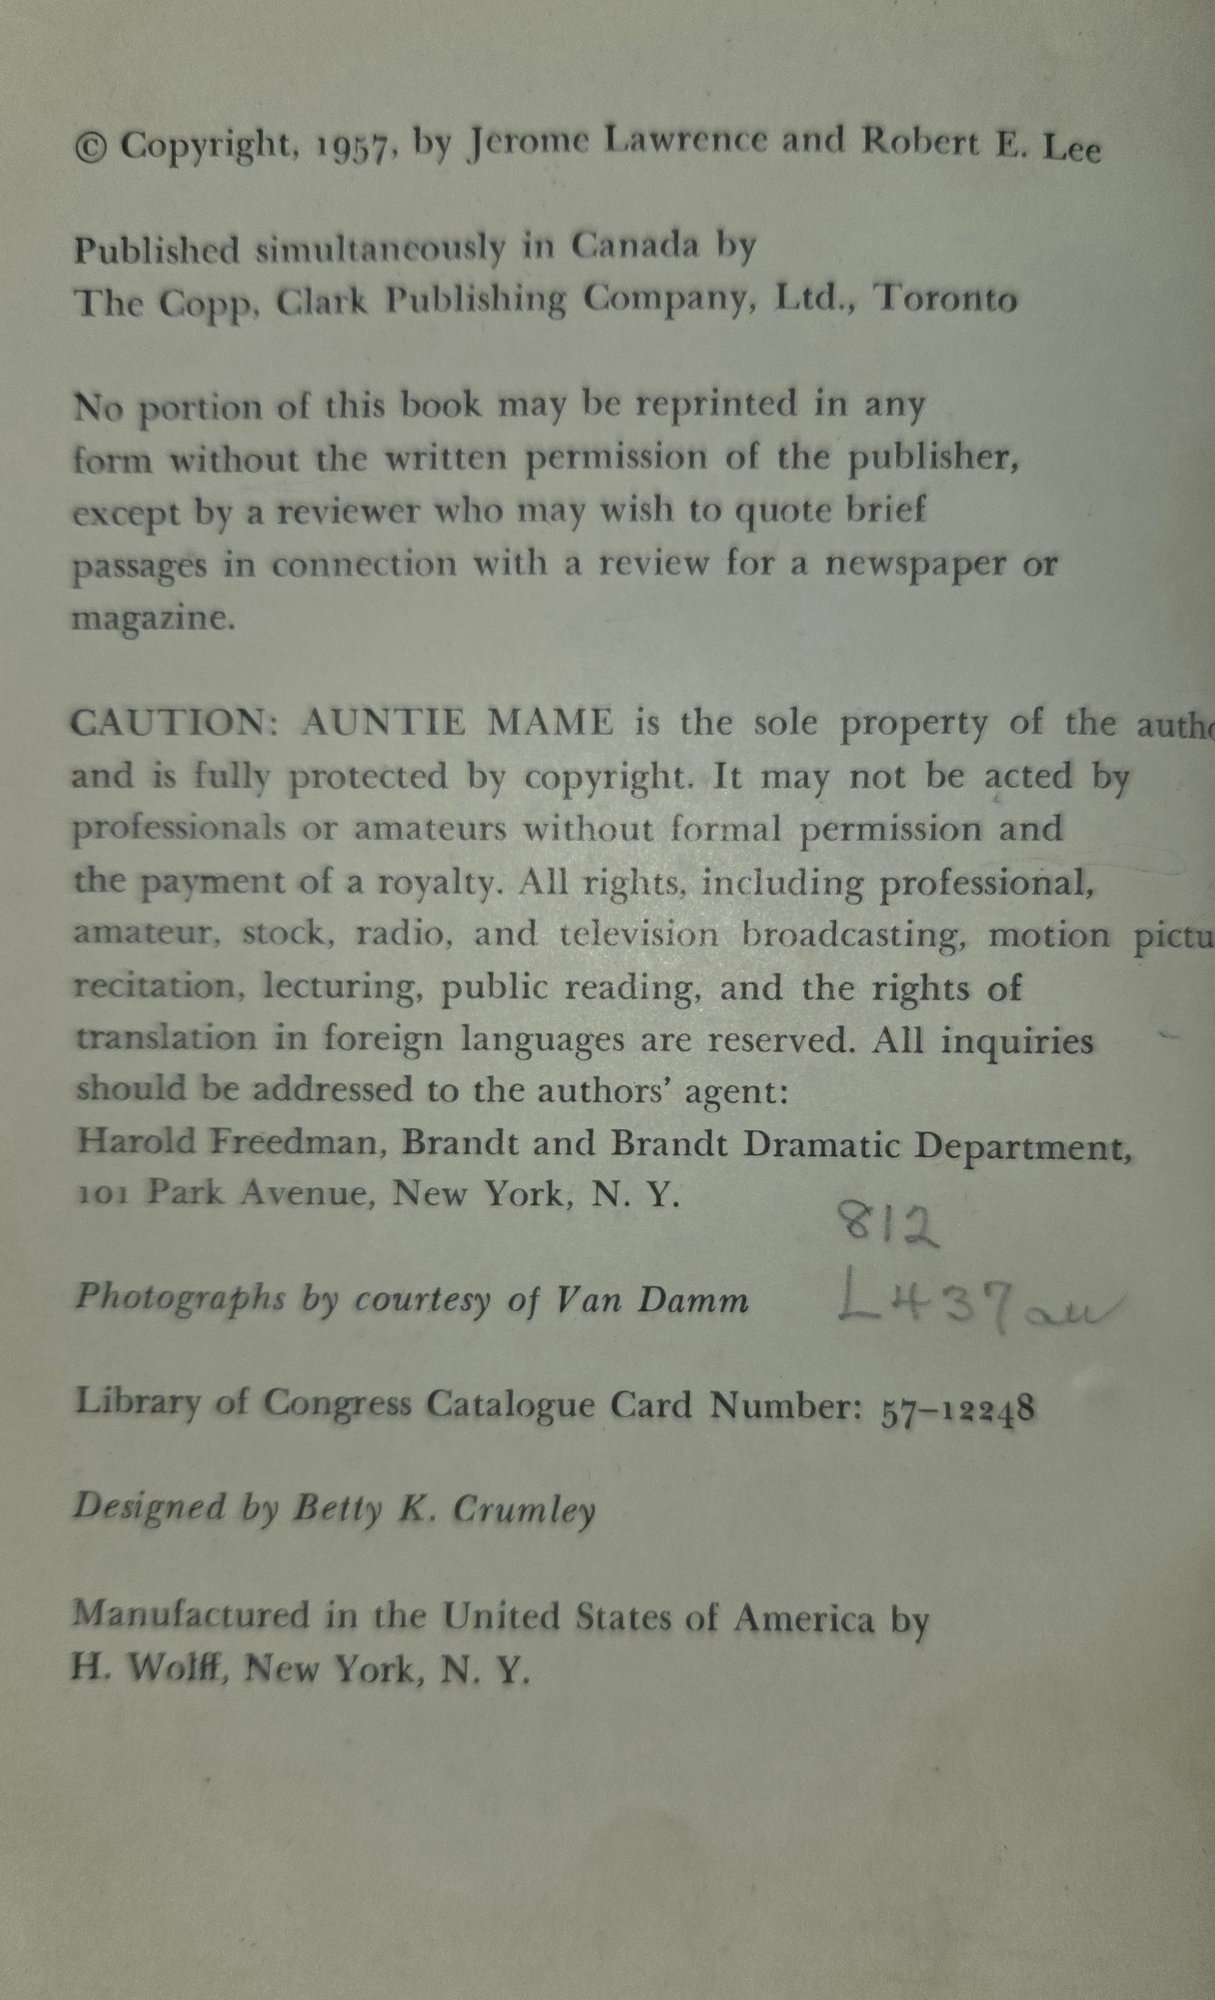 © Copyright, 1957, by Jerome Lawrence and Robert E. Lee
Published simultaneously in Canada by
The Copp, Clark Publishing Company, Ltd., Toronto
No portion of this book may be reprinted in any
form without the written permission of the publisher,
except by a reviewer who may wish to quote brief
passages in connection with a review for a newspaper or
magazine.
CAUTION: AUNTIE MAME is the sole property of the
and is fully protected by copyright. It may not be acted by
professionals or amateurs without formal permission and
the payment of a royalty. All rights, including professional,
amateur, stock, radio, and television broadcasting, motion
recitation, lecturing, public reading, and the rights of
translation in foreign languages are reserved. All inquiries
should be addressed to the authors' agent:
Harold Freedman, Brandt and Brandt Dramatic Department,
101 Park Avenue, New York, N. Y.
812
L437au
Photographs by courtesy of Van Damm
Library of Congress Catalogue Card Number: 57–12248
Designed by Betty K. Crumley
Manufactured in the United States of America by
H. Wolff, New York, N. Y.